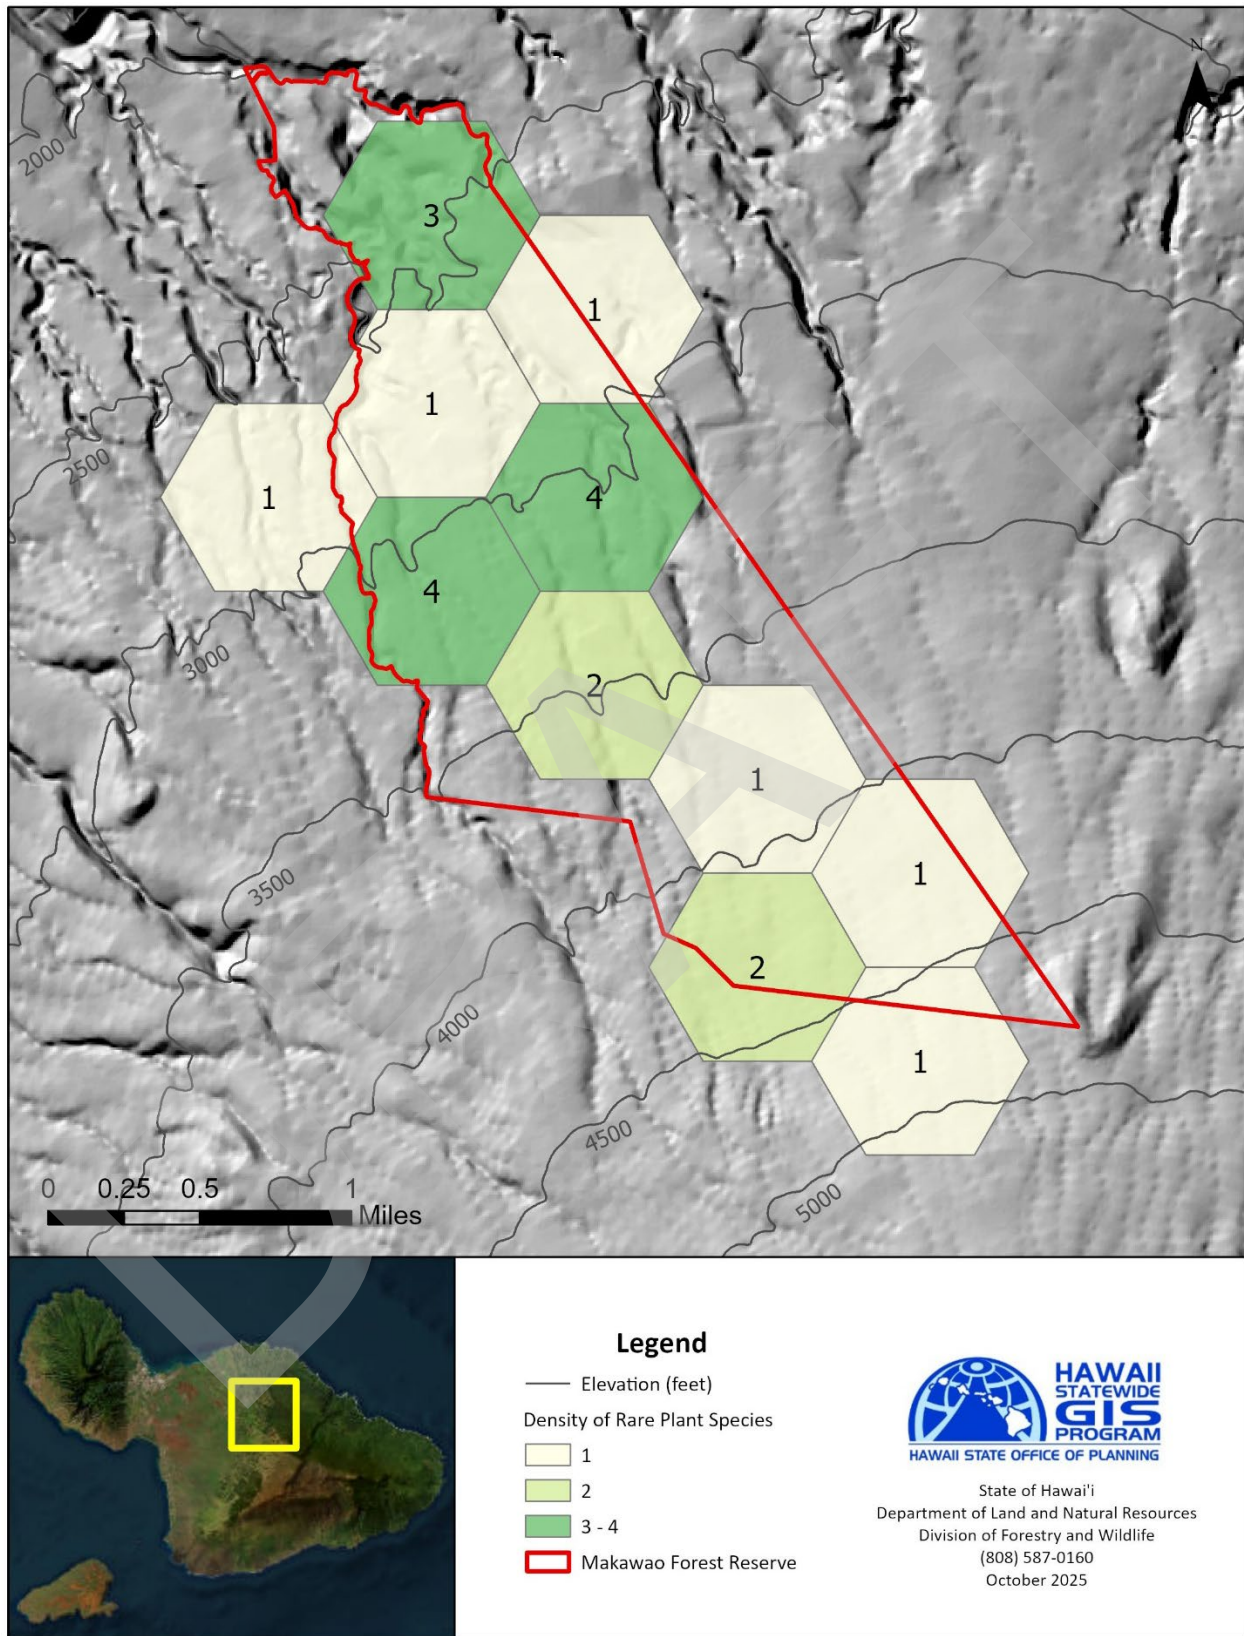 N
2000
3
1
1
2500
1
4
4
3000
2
1
3500
1
2
4000
1
4500
5000
0 0.25 0.5 1
Miles
DRAFT
Legend
Elevation (feet)
Density of Rare Plant Species
1
2
3 - 4
Makawao Forest Reserve
HAWAII
STATEWIDE
GIS
PROGRAM
HAWAII STATE OFFICE OF PLANNING
State of Hawai'i
Department of Land and Natural Resources
Division of Forestry and Wildlife
(808) 587-0160
October 2025